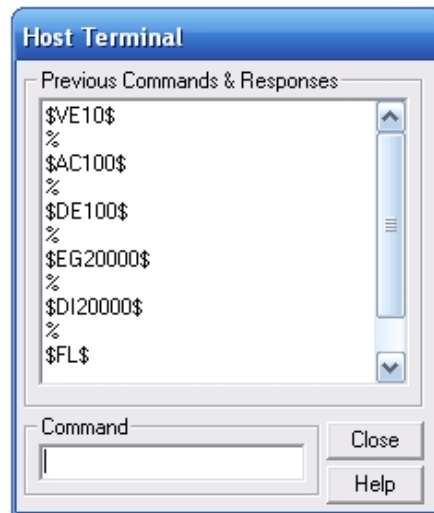 Host Terminal
Previous Commands & Responses
$VE10$
%
$AC100$
%
$DE100$
%
$EG20000$
%
$DI20000$
%
$FL$
Command
Close
Help